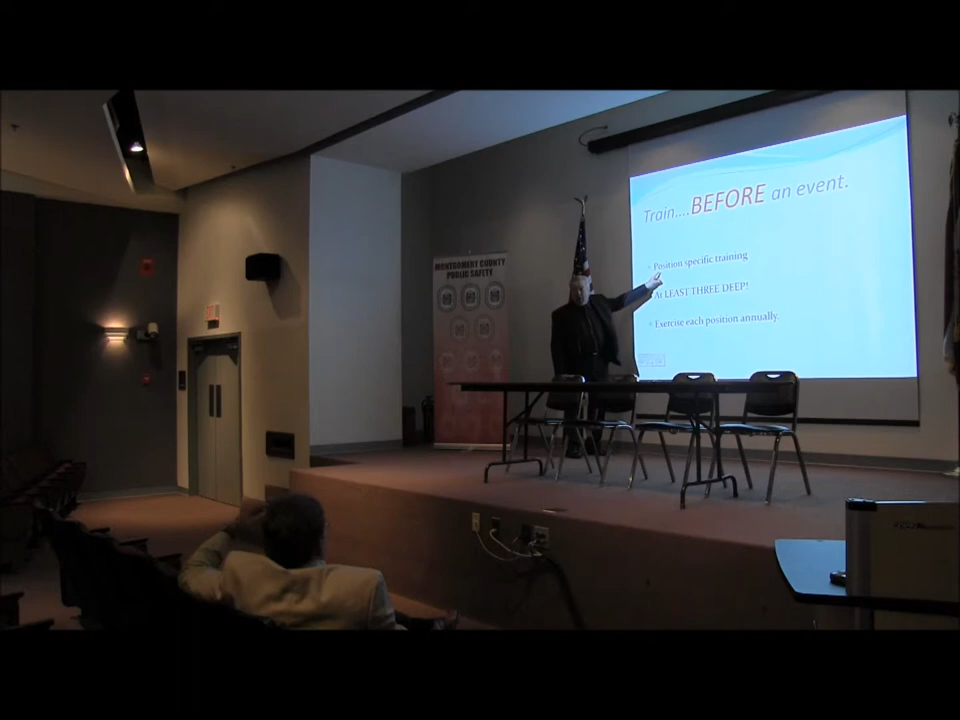 Train....BEFORE an event.
Position specific training
At LEAST THREE DEEP!
Exercise each position annually.
MONTGOMERY COUNTY
PUBLIC SAFETY